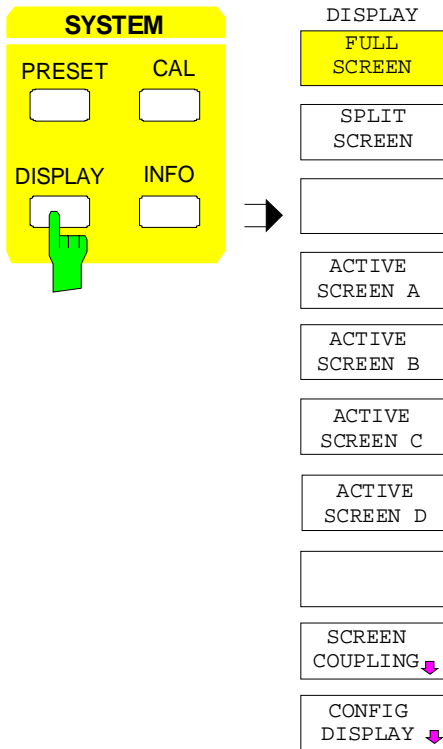 SYSTEM
PRESET CAL
DISPLAY INFO
DISPLAY
FULL
SCREEN
SPLIT
SCREEN
ACTIVE
SCREEN A
ACTIVE
SCREEN B
ACTIVE
SCREEN C
ACTIVE
SCREEN D
SCREEN
COUPLING
CONFIG
DISPLAY